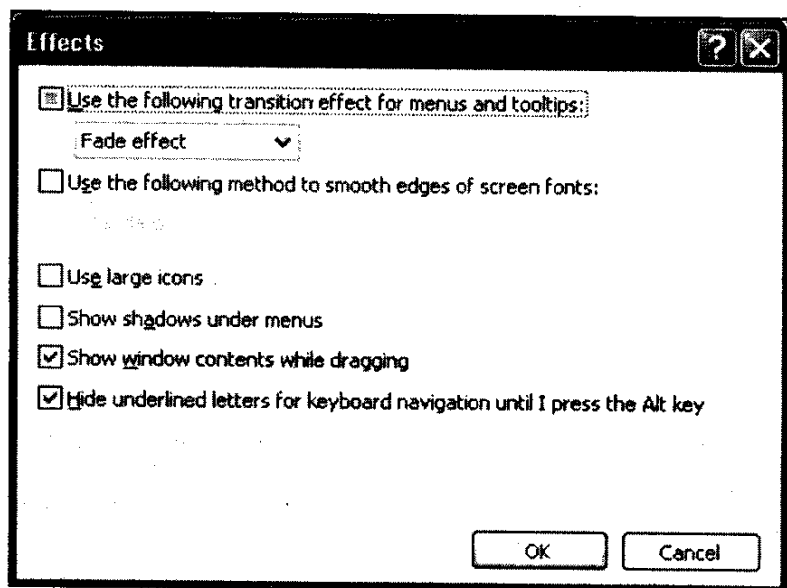 Effects
Use the following transition effect for menus and tooltips:
Fade effect
Use the following method to smooth edges of screen fonts:
Use large icons
Show shadows under menus
Show window contents while dragging
Hide underlined letters for keyboard navigation until I press the Alt key
OK
Cancel